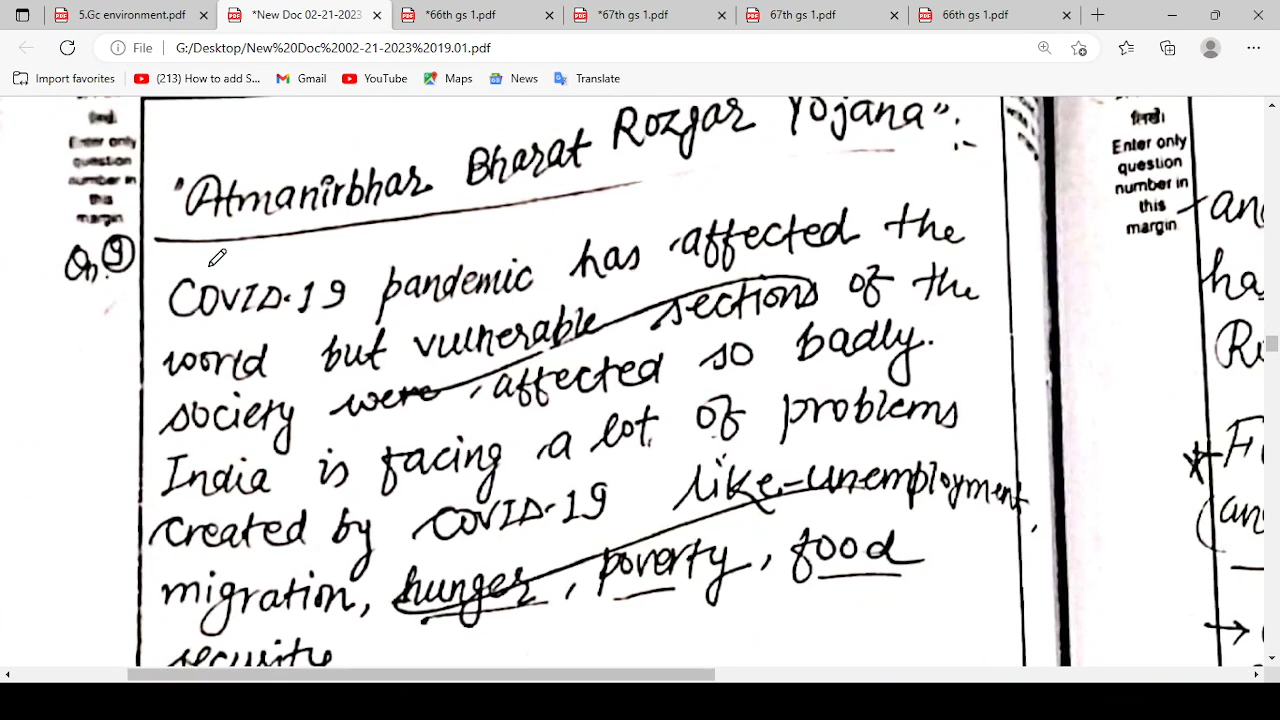 5.Gc environment.pdf
*New Doc 02-21-2023
*66th gs 1.pdf
*67th gs 1.pdf
67th gs 1.pdf
66th gs 1.pdf
File
G:/Desktop/New%20Doc%2002-21-2023%2019.01.pdf
Import favorites
(213) How to add S...
Gmail
YouTube
Maps
News
Translate
Enter only
question
number in
this
margin
Qn. 9
"Atmanirbhar Bharat Rozgar Yojana".
COVID-19 pandemic has affected the
world but vulnerable sections of the
society were affected so badly.
India is facing a lot of problems
created by COVID-19 like-unemployment,
migration, hunger, poverty, food
security
लिखें।
Enter only
question
number in
this
margin